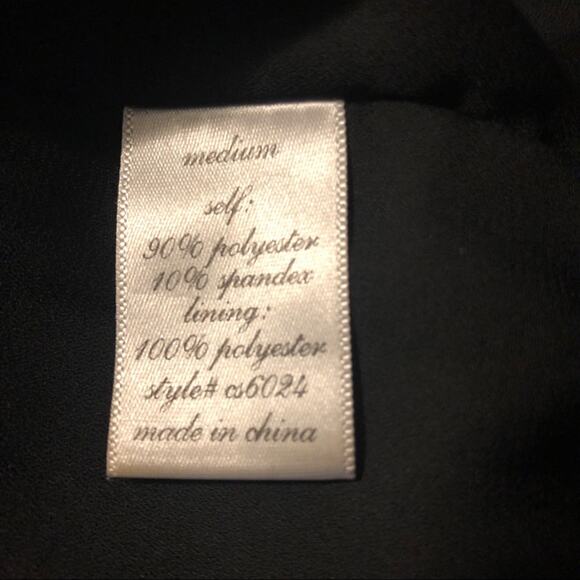 medium
self:
90% polyester
10% spandex
lining:
100% polyester
style# cs6024
made in china